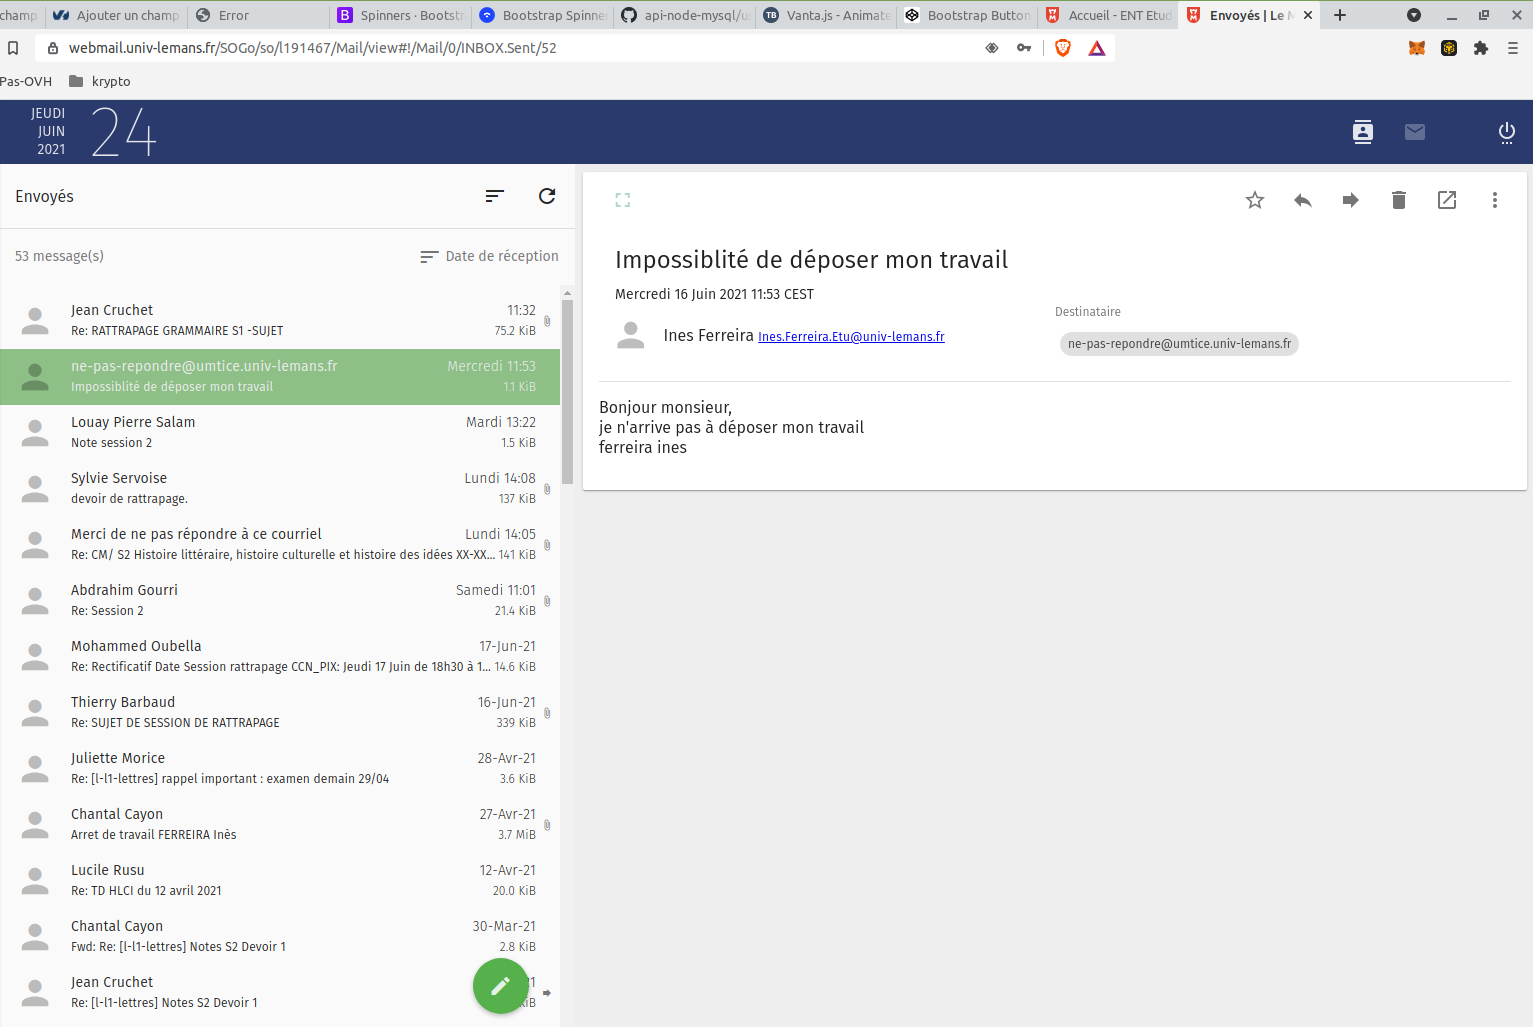 champ
Ajouter un champ
Error
Spinners · Bootstr
Bootstrap Spinner
api-node-mysql/u
Vanta.js - Animate
Bootstrap Button
Accueil - ENT Etud
Envoyés | Le M
webmail.univ-lemans.fr/SOGo/so/l191467/Mail/view#!/Mail/0/INBOX.Sent/52
Pas-OVH
krypto
JEUDI
JUIN
2021
24
Envoyés
53 message(s)
Date de réception
Jean Cruchet 11:32
Re: RATTRAPAGE GRAMMAIRE S1 -SUJET 75.2 KiB
ne-pas-repondre@umtice.univ-lemans.fr Mercredi 11:53
Impossiblité de déposer mon travail 1.1 KiB
Louay Pierre Salam Mardi 13:22
Note session 2 1.5 KiB
Sylvie Servoise Lundi 14:08
devoir de rattrapage. 137 KiB
Merci de ne pas répondre à ce courriel Lundi 14:05
Re: CM/ S2 Histoire littéraire, histoire culturelle et histoire des idées XX-XX... 141 KiB
Abdrahim Gourri Samedi 11:01
Re: Session 2 21.4 KiB
Mohammed Oubella 17-Jun-21
Re: Rectificatif Date Session rattrapage CCN_PIX: Jeudi 17 Juin de 18h30 à 1... 14.6 KiB
Thierry Barbaud 16-Jun-21
Re: SUJET DE SESSION DE RATTRAPAGE 339 KiB
Juliette Morice 28-Avr-21
Re: [l-l1-lettres] rappel important : examen demain 29/04 3.6 KiB
Chantal Cayon 27-Avr-21
Arret de travail FERREIRA Inès 3.7 MiB
Lucile Rusu 12-Avr-21
Re: TD HLCI du 12 avril 2021 20.0 KiB
Chantal Cayon 30-Mar-21
Fwd: Re: [l-l1-lettres] Notes S2 Devoir 1 2.8 KiB
Jean Cruchet
Re: [l-l1-lettres] Notes S2 Devoir 1
Impossiblité de déposer mon travail
Mercredi 16 Juin 2021 11:53 CEST
Ines Ferreira Ines.Ferreira.Etu@univ-lemans.fr
Destinataire
ne-pas-repondre@umtice.univ-lemans.fr
Bonjour monsieur,
je n'arrive pas à déposer mon travail
ferreira ines